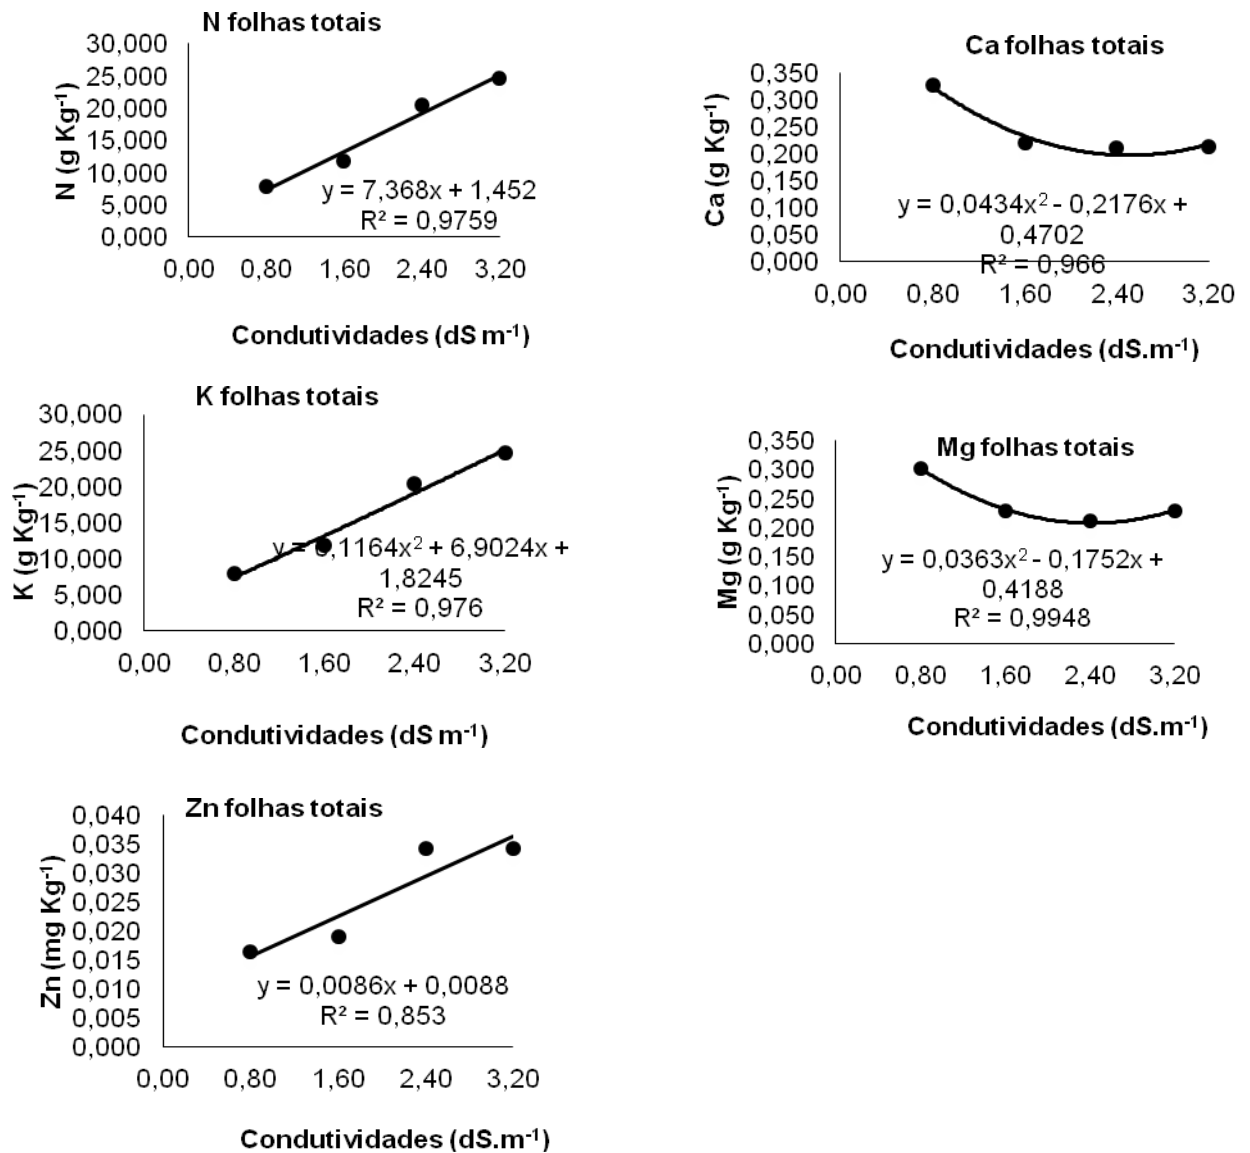 N folhas totais
30,000
25,000
20,000
15,000
10,000
5,000
0,000
N (g Kg-1)
y = 7,368x + 1,452
R² = 0,9759
0,00 0,80 1,60 2,40 3,20
Condutividades (dS m-1)
Ca folhas totais
0,350
0,300
0,250
0,200
0,150
0,100
0,050
0,000
Ca (g Kg-1)
y = 0,0434x² - 0,2176x +
0,4702
R² = 0,966
0,00 0,80 1,60 2,40 3,20
Condutividades (dS.m-1)
K folhas totais
30,000
25,000
20,000
15,000
10,000
5,000
0,000
K (g Kg-1)
y = 0,1164x² + 6,9024x +
1,8245
R² = 0,976
0,00 0,80 1,60 2,40 3,20
Condutividades (dS m-1)
Mg folhas totais
0,350
0,300
0,250
0,200
0,150
0,100
0,050
0,000
Mg (g Kg-1)
y = 0,0363x² - 0,1752x +
0,4188
R² = 0,9948
0,00 0,80 1,60 2,40 3,20
Condutividades (dS.m-1)
Zn folhas totais
0,040
0,035
0,030
0,025
0,020
0,015
0,010
0,005
0,000
Zn (mg Kg-1)
y = 0,0086x + 0,0088
R² = 0,853
0,00 0,80 1,60 2,40 3,20
Condutividades (dS.m-1)